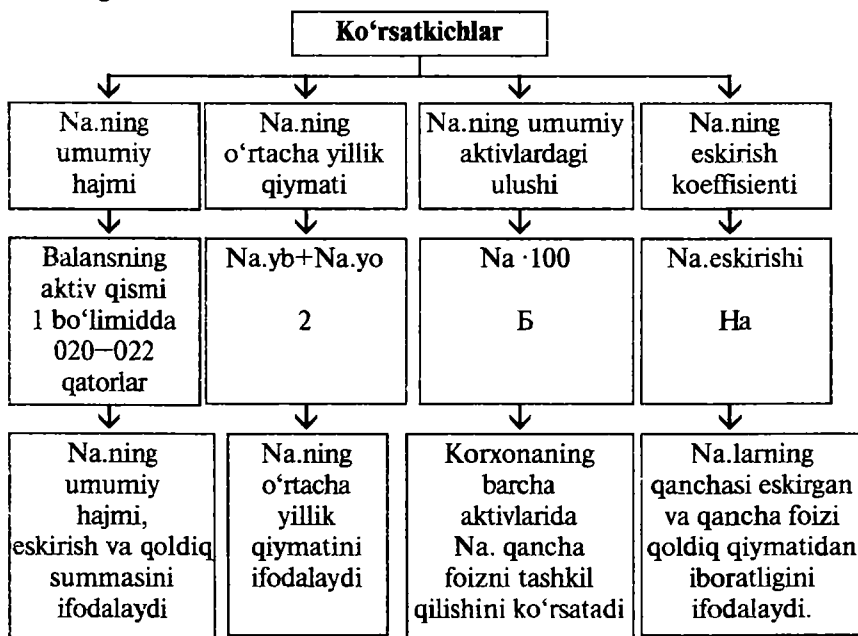 Ko‘rsatkichlar
Na.ning
umumiy
hajmi
Na.ning
o‘rtacha yillik
qiymati
Na.ning umumiy
aktivlardagi
ulushi
Na.ning
eskirish
koeffisienti
Balansning
aktiv qismi
1 bo‘limidda
020—022
qatorlar
Na.yb+Na.yo
2
Na ·100
Б
Na.eskirishi
На
Na.ning
umumiy
hajmi,
eskirish va qoldiq
summasini
ifodalaydi
Na.ning
o‘rtacha
yillik
qiymatini
ifodalaydi
Korxonaning
barcha
aktivlarida
Na. qancha
foizni tashkil
qilishini ko‘rsatadi
Na.larning
qanchasi eskirgan
va qancha foizi
qoldiq qiymatidan
iboratligini
ifodalaydi.